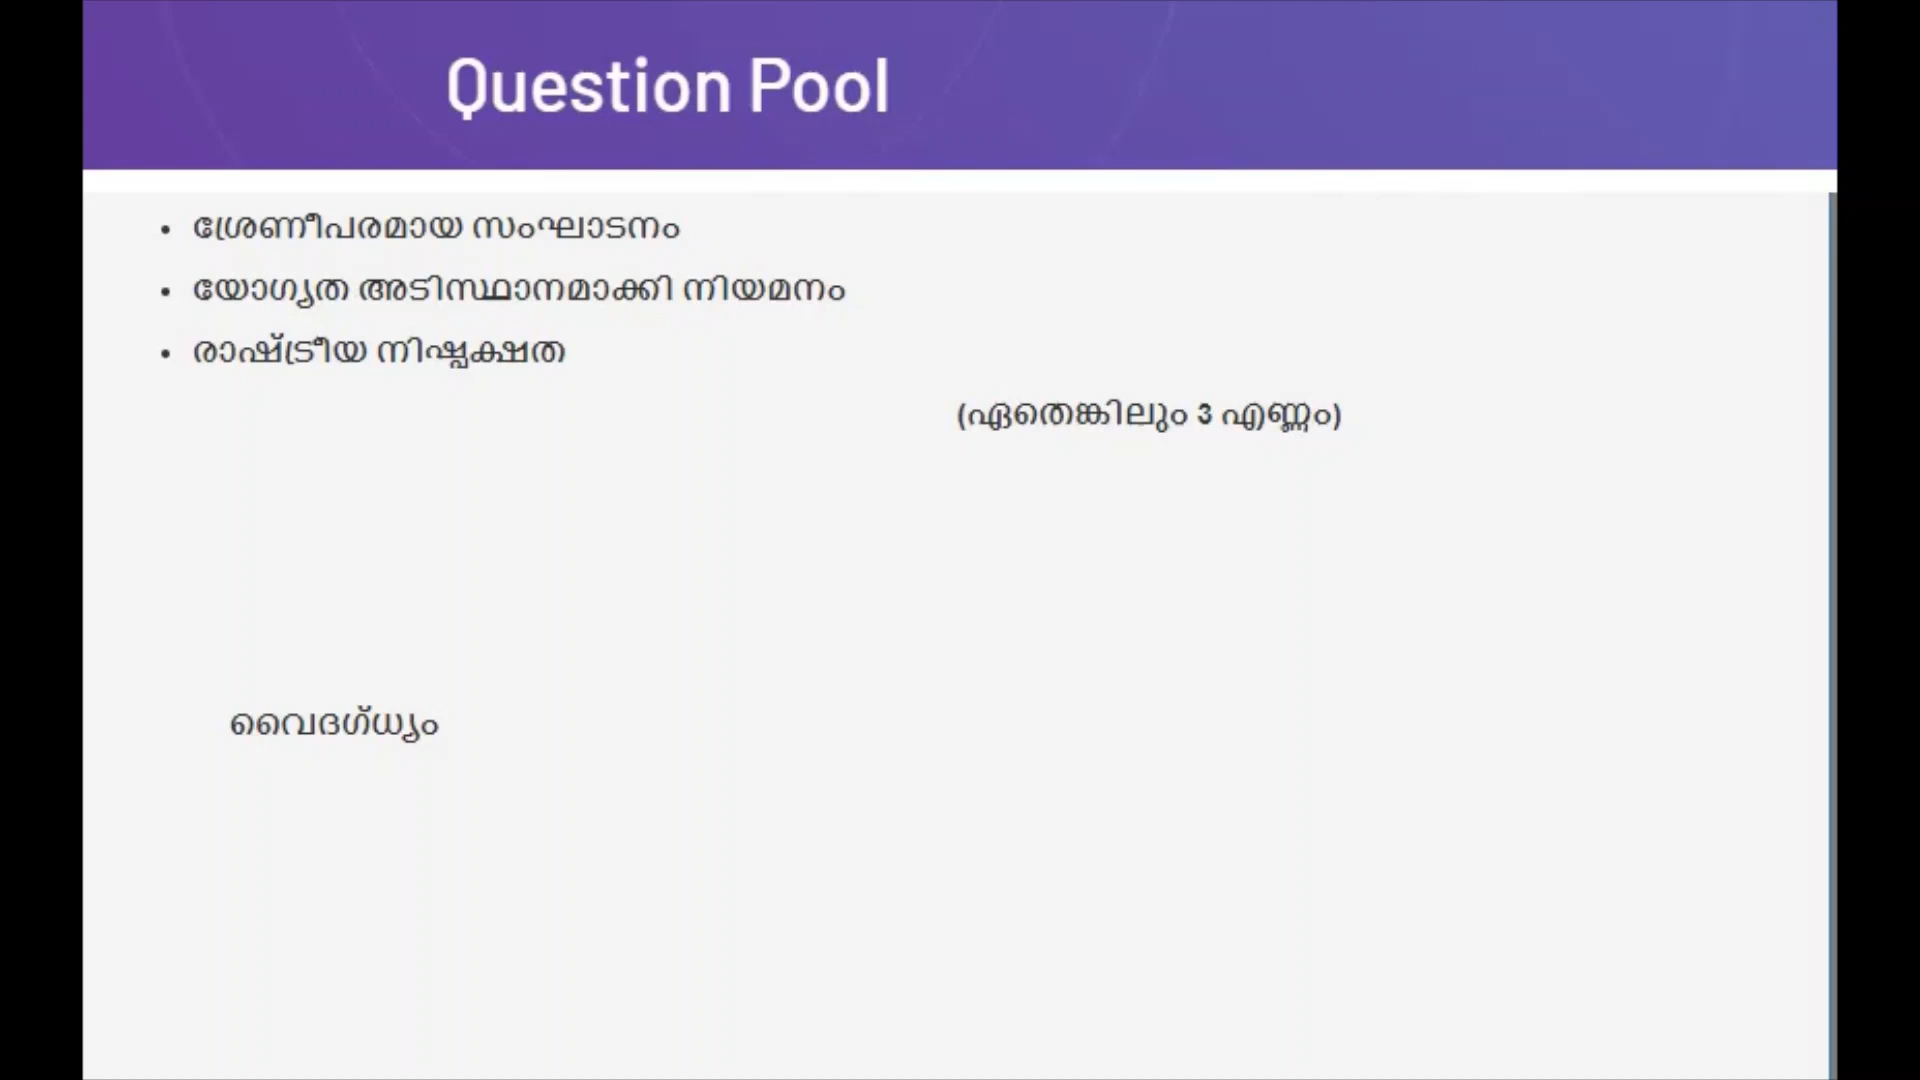 Question Pool
• ശ്രേണീപരമായ സംഘാടനം
• യോഗ്യത അടിസ്ഥാനമാക്കി നിയമനം
• രാഷ്ട്രീയ നിഷ്പക്ഷത
(ഏതെങ്കിലും 3 എണ്ണം)
വൈദഗ്ധ്യം